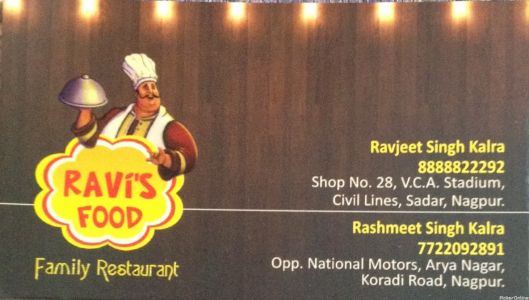 RAVI'S
FOOD
Family Restaurant
Ravjeet Singh Kalra
8888822292
Shop No. 28, V.C.A. Stadium,
Civil Lines, Sadar, Nagpur.
Rashmeet Singh Kalra
7722092891
Opp. National Motors, Arya Nagar,
Koradi Road, Nagpur.